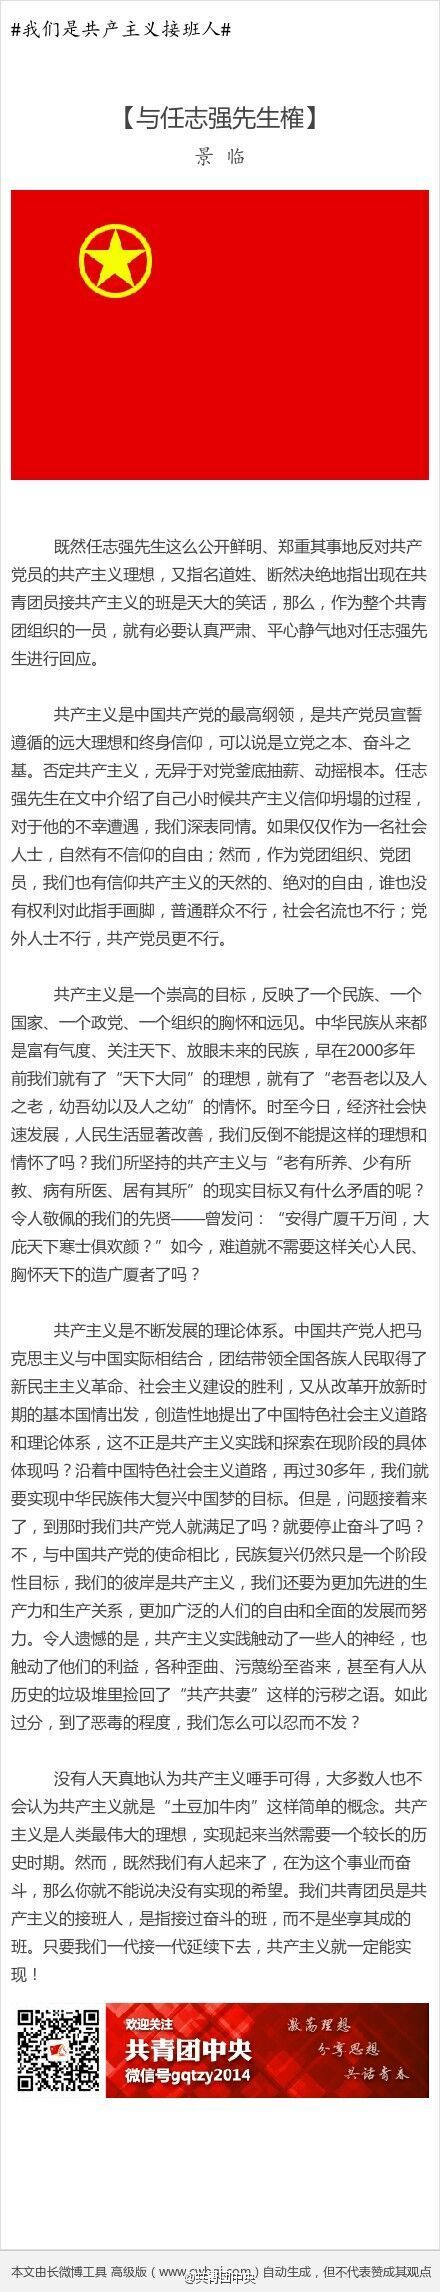 #我们是共产主义接班人#
【与任志强先生榷】
景 临
既然任志强先生这么公开鲜明、郑重其事地反对共产
党员的共产主义理想，又指名道姓、断然决绝地指出现在共
青团员接共产主义的班是天大的笑话，那么，作为整个共青
团组织的一员，就有必要认真严肃、平心静气地对任志强先
生进行回应。
共产主义是中国共产党的最高纲领，是共产党员宣誓
遵循的远大理想和终身信仰，可以说是立党之本、奋斗之
基。否定共产主义，无异于对党釜底抽薪、动摇根本。任志
强先生在文中介绍了自己小时候共产主义信仰坍塌的过程，
对于他的不幸遭遇，我们深表同情。如果仅仅作为一名社会
人士，自然有不信仰的自由；然而，作为党团组织、党团
员，我们也有信仰共产主义的天然的、绝对的自由，谁也没
有权利对此指手画脚，普通群众不行，社会名流也不行；党
外人士不行，共产党员更不行。
共产主义是一个崇高的目标，反映了一个民族、一个
国家、一个政党、一个组织的胸怀和远见。中华民族从来都
是富有气度、关注天下、放眼未来的民族，早在2000多年
前我们就有了“天下大同”的理想，就有了“老吾老以及人
之老，幼吾幼以及人之幼”的情怀。时至今日，经济社会快
速发展，人民生活显著改善，我们反倒不能提这样的理想和
情怀了吗？我们所坚持的共产主义与“老有所养、少有所
教、病有所医、居有其所”的现实目标又有什么矛盾的呢？
令人敬佩的我们的先贤——曾发问：“安得广厦千万间，大
庇天下寒士俱欢颜？”如今，难道就不需要这样关心人民、
胸怀天下的造广厦者了吗？
共产主义是不断发展的理论体系。中国共产党人把马
克思主义与中国实际相结合，团结带领全国各族人民取得了
新民主主义革命、社会主义建设的胜利，又从改革开放新时
期的基本国情出发，创造性地提出了中国特色社会主义道路
和理论体系，这不正是共产主义实践和探索在现阶段的具体
体现吗？沿着中国特色社会主义道路，再过30多年，我们就
要实现中华民族伟大复兴中国梦的目标。但是，问题接着来
了，到那时我们共产党人就满足了吗？就要停止奋斗了吗？
不，与中国共产党的使命相比，民族复兴仍然只是一个阶段
性目标，我们的彼岸是共产主义，我们还要为更加先进的生
产力和生产关系，更加广泛的人们的自由和全面的发展而努
力。令人遗憾的是，共产主义实践触动了一些人的神经，也
触动了他们的利益，各种歪曲、污蔑纷至沓来，甚至有人从
历史的垃圾堆里捡回了“共产共妻”这样的污秽之语。如此
过分，到了恶毒的程度，我们怎么可以忍而不发？
没有人天真地认为共产主义唾手可得，大多数人也不
会认为共产主义就是“土豆加牛肉”这样简单的概念。共产
主义是人类最伟大的理想，实现起来当然需要一个较长的历
史时期。然而，既然我们有人起来了，在为这个事业而奋
斗，那么你就不能说决没有实现的希望。我们共青团员是共
产主义的接班人，是指接过奋斗的班，而不是坐享其成的
班。只要我们一代接一代延续下去，共产主义就一定能实
现！
欢迎关注
共青团中央
微信号gqtzy2014
激荡理想
分享思想
共话青春
本文由长微博工具 高级版（www.）自动生成，但不代表赞成其观点
@共青团中央